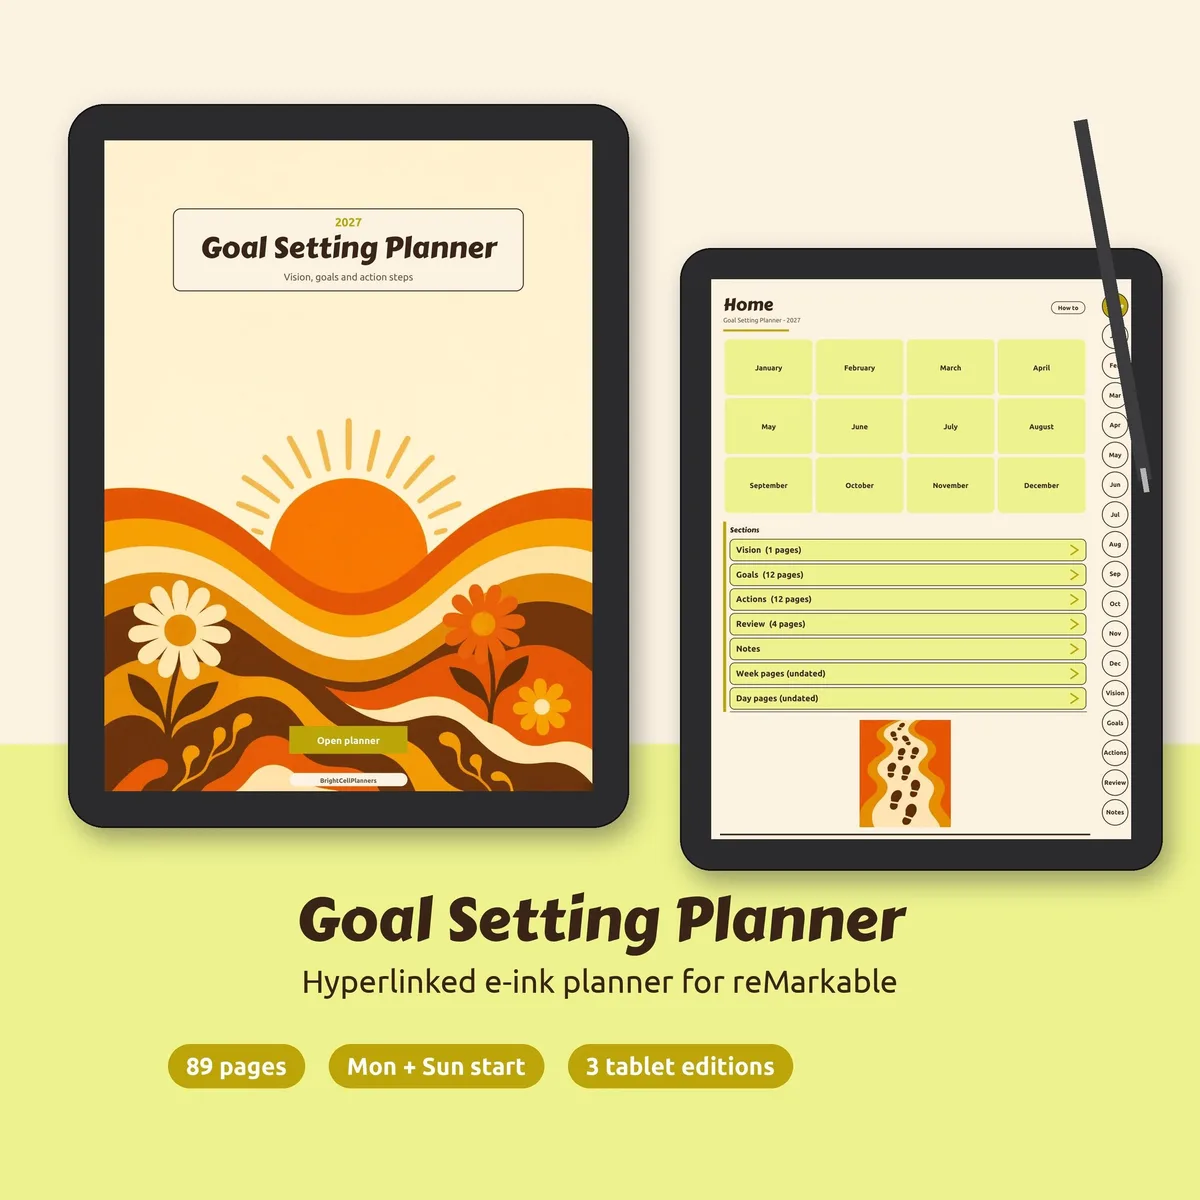 2027
Goal Setting Planner
Vision, goals and action steps
Open planner
BrightCellPlanners
Home
Goal Setting Planner - 2027
How to
January
February
March
April
May
June
July
August
September
October
November
December
Sections
Vision (1 pages)
Goals (12 pages)
Actions (12 pages)
Review (4 pages)
Notes
Week pages (undated)
Day pages (undated)
Mar
Apr
May
Jun
Jul
Aug
Sep
Oct
Nov
Dec
Vision
Goals
Actions
Review
Notes
Goal Setting Planner
Hyperlinked e-ink planner for reMarkable
89 pages
Mon + Sun start
3 tablet editions